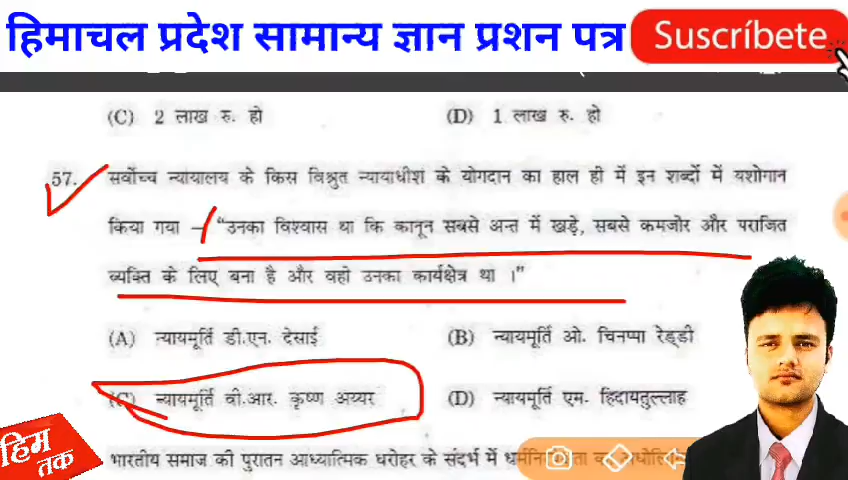 हिमाचल प्रदेश सामान्य ज्ञान प्रशन पत्र
Suscríbete
(C) 2 लाख रु. हो (D) 1 लाख रु. हो
57. सर्वोच्च न्यायालय के किस विश्रुत न्यायाधीश के योगदान का हाल ही में इन शब्दों में यशोगान
किया गया – "उनका विश्वास था कि कानून सबसे अन्त में खड़े, सबसे कमजोर और पराजित
व्यक्ति के लिए बना है और वहो उनका कार्यक्षेत्र था ।"
(A) न्यायमूर्ति डी.एन. देसाई (B) न्यायमूर्ति ओ. चिनप्पा रेड्डी
(C) न्यायमूर्ति वी.आर. कृष्ण अय्यर (D) न्यायमूर्ति एम. हिदायतुल्लाह
हिम
तक
भारतीय समाज की पुरातन आध्यात्मिक धरोहर के संदर्भ में